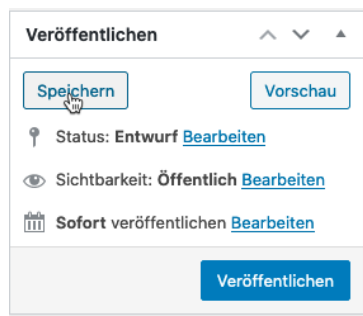 Veröffentlichen
Speichern Vorschau
Status: Entwurf Bearbeiten
Sichtbarkeit: Öffentlich Bearbeiten
Sofort veröffentlichen Bearbeiten
Veröffentlichen